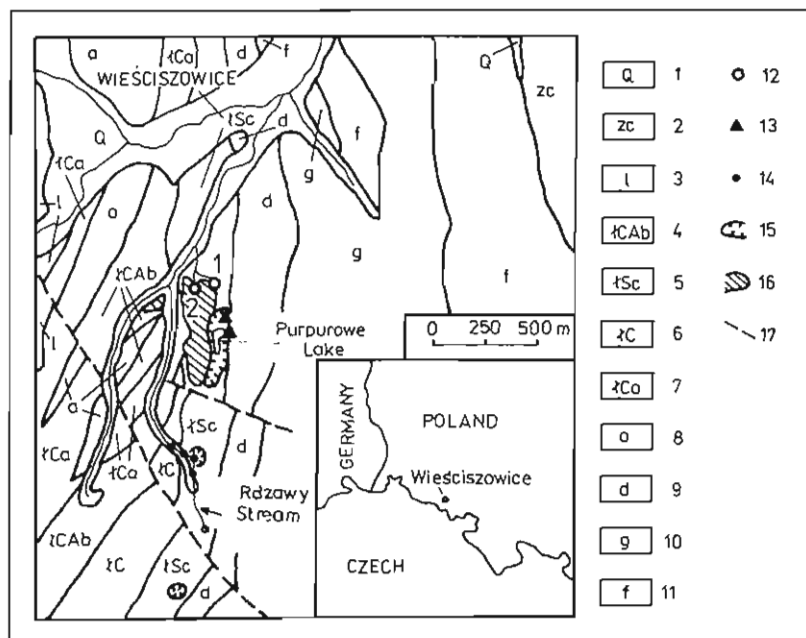 a
łCa
d
f
WIEŚCISZOWICE
Q
zc
łSc
d
Q
f
g
łCa
l
a
d
g
f
łCAb
1
2
Purpurowe
Lake
0 250 500 m
l
a
łCa
łCa
łC
łSc
d
Rdzawy
Stream
łCAb
łC
łSc
d
GERMANY
POLAND
Wieściszowice
CZECH
Q 1
zc 2
l 3
łCAb 4
łSc 5
łC 6
łCa 7
a 8
d 9
g 10
f 11
12
13
14
15
16
17